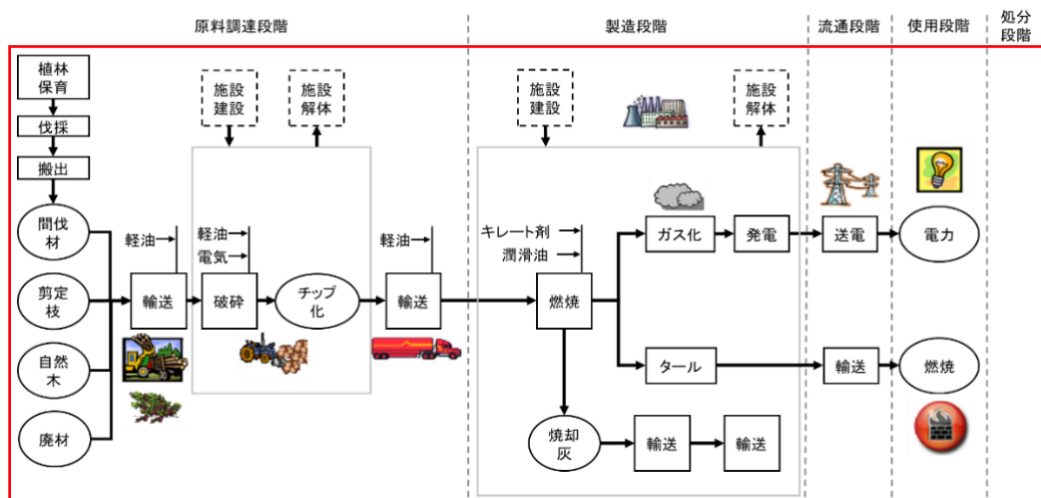 原料調達段階
製造段階
流通段階
使用段階
処分
段階
植林
保育
伐採
搬出
間伐
材
剪定
枝
自然
木
廃材
軽油
輸送
施設
建設
施設
解体
軽油
電気
破砕
チップ
化
軽油
輸送
施設
建設
施設
解体
キレート剤
潤滑油
燃焼
ガス化
発電
タール
焼却
灰
輸送
輸送
送電
輸送
電力
燃焼